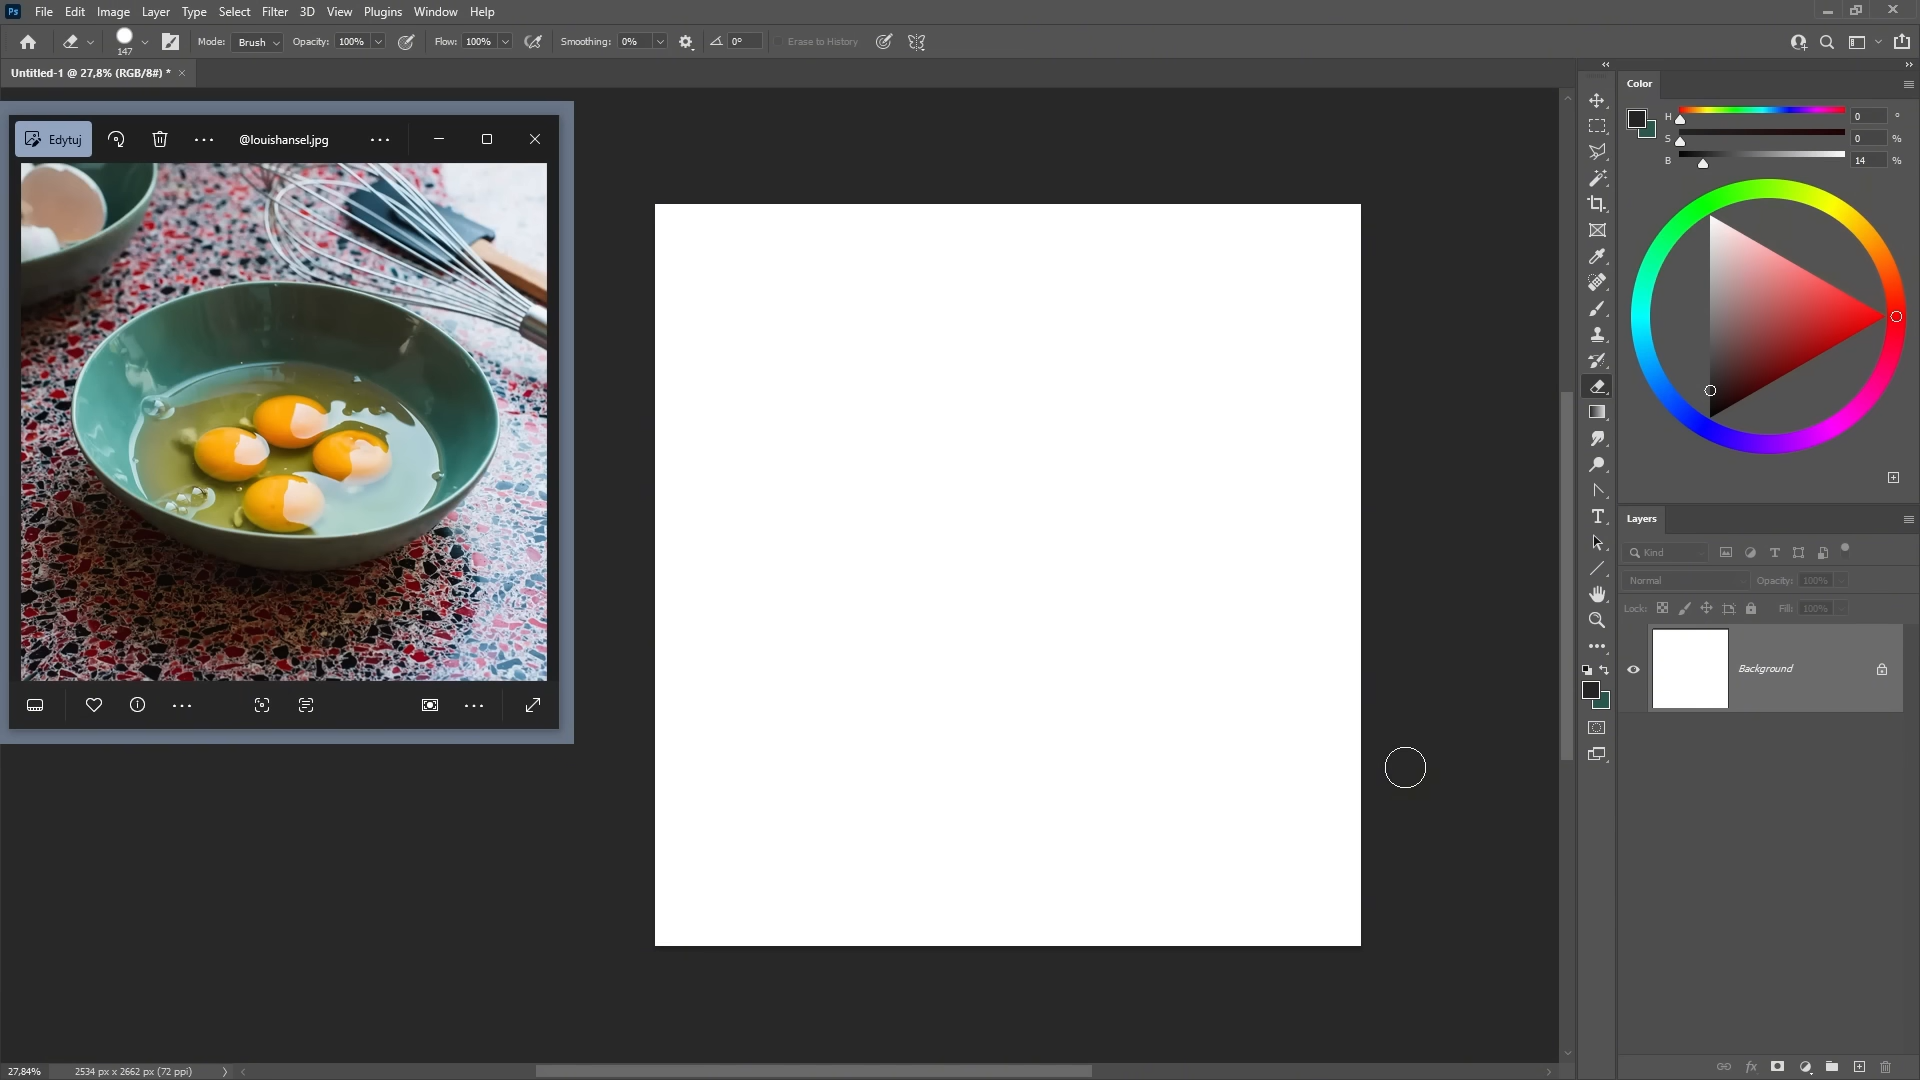 Ps File Edit Image Layer Type Select Filter 3D View Plugins Window Help
147 Mode: Brush Opacity: 100% Flow: 100% Smoothing: 0% 0° Erase to History
Untitled-1 @ 27,8% (RGB/8#) * ×
Color
H 0 °
S 0 %
B 14 %
Edytuj @louishansel.jpg
Layers
Kind
Normal Opacity: 100%
Lock: Fill: 100%
Background
27,84% 2534 px x 2662 px (72 ppi)